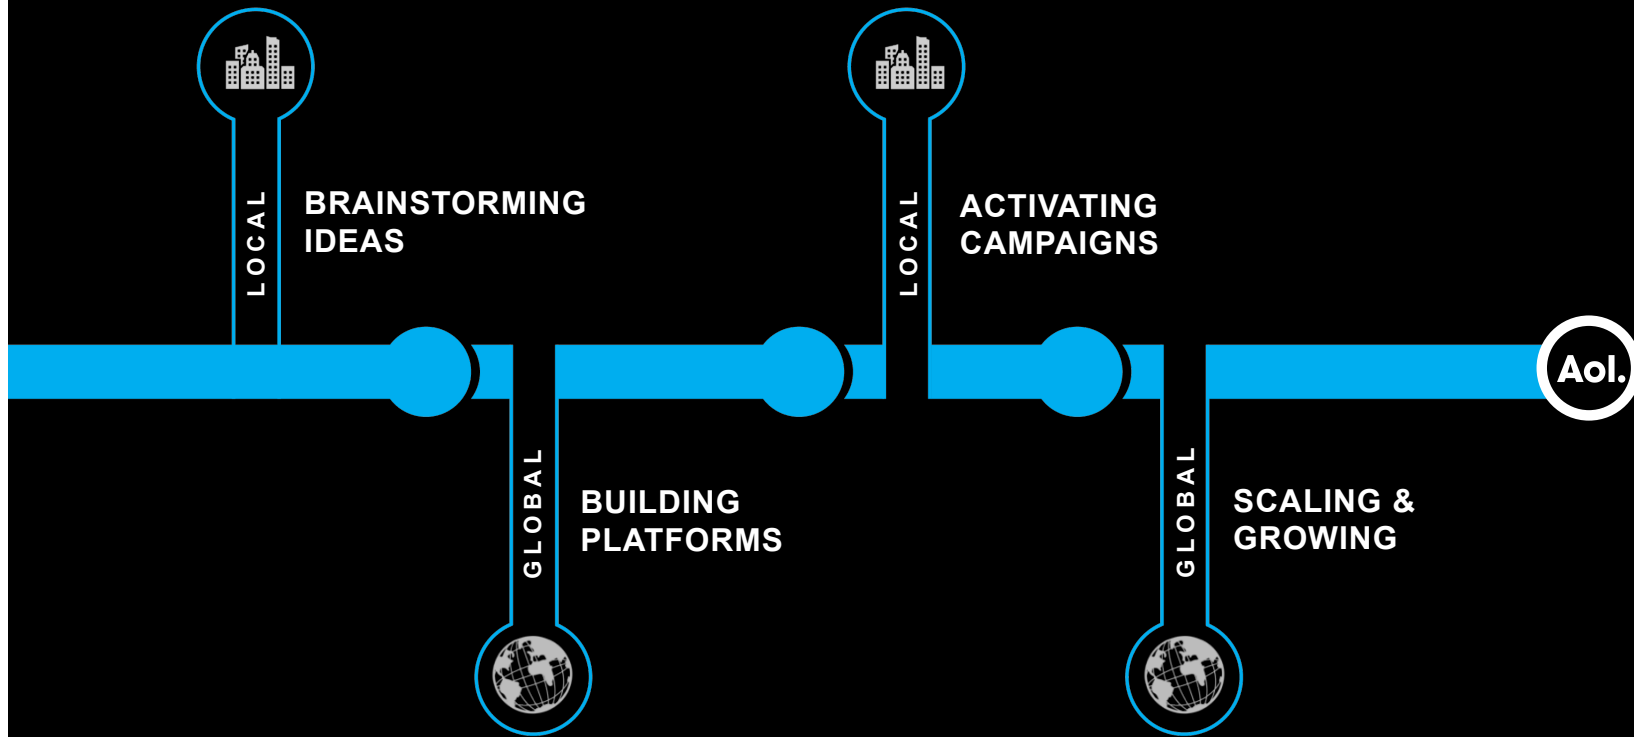 LOCAL
BRAINSTORMING
IDEAS
GLOBAL
BUILDING
PLATFORMS
LOCAL
ACTIVATING
CAMPAIGNS
GLOBAL
SCALING &
GROWING
Aol.